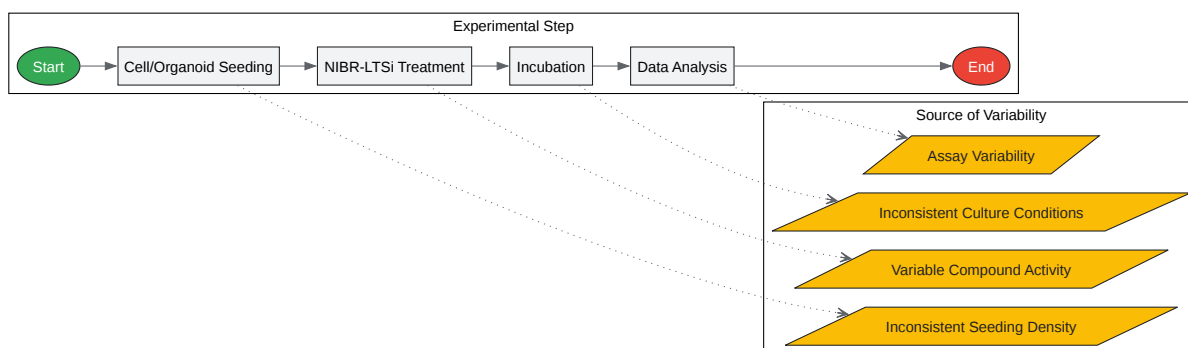 Experimental Step
Start
Cell/Organoid Seeding
NIBR-LTSi Treatment
Incubation
Data Analysis
End
Source of Variability
Assay Variability
Inconsistent Culture Conditions
Variable Compound Activity
Inconsistent Seeding Density